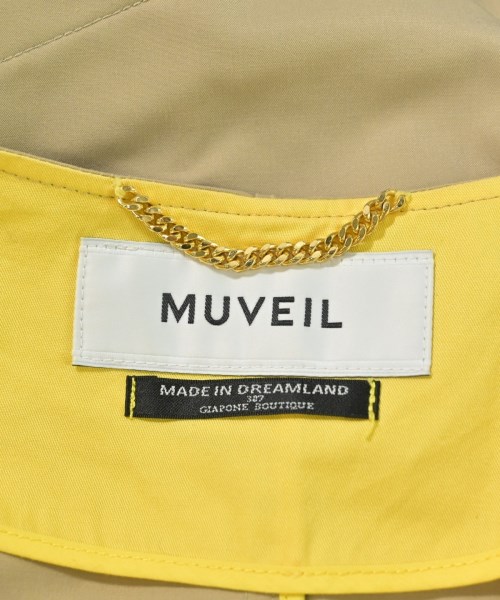 MUVEIL
MADE IN DREAMLAND
387
GIAPONE BOUTIQUE